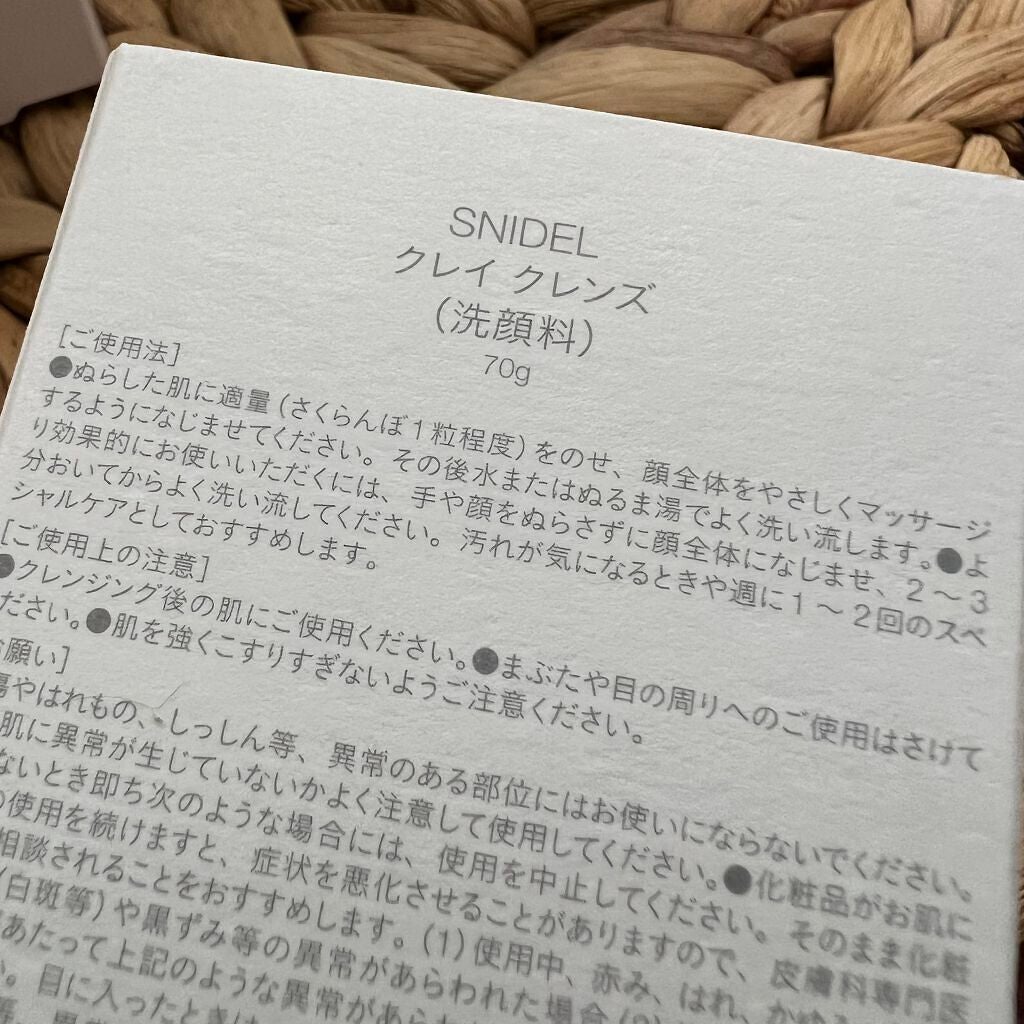 SNIDEL
クレイ クレンズ
(洗顔料)
70g
[ご使用法]
●ぬらした肌に適量(さくらんぼ1粒程度)をのせ、顔全体をやさしくマッサージ
するようになじませてください。その後水またはぬるま湯でよく洗い流します。●よ
り効果的にお使いいただくには、手や顔をぬらさずに顔全体になじませ、2～3
分おいてからよく洗い流してください。汚れが気になるときや週に1～2回のスペ
シャルケアとしておすすめします。
[ご使用上の注意]
●クレンジング後の肌にご使用ください。●まぶたや目の周りへのご使用はさけて
ださい。●肌を強くこすりすぎないようご注意ください。
願い]
やはれもの、しっしん等、異常のある部位にはお使いにならないでください。
肌に異常が生じていないかよく注意して使用してください。●化粧品がお肌に
ないとき即ち次のような場合には、使用を中止してください。そのまま化粧
の使用を続けますと、症状を悪化させることがありますので、皮膚科専門医
相談されることをおすすめします。(1)使用中、赤み、はれ、かゆみ
(白斑等)や黒ずみ等の異常があらわれた場合
あたって上記のような異常があ
目に入ったときは